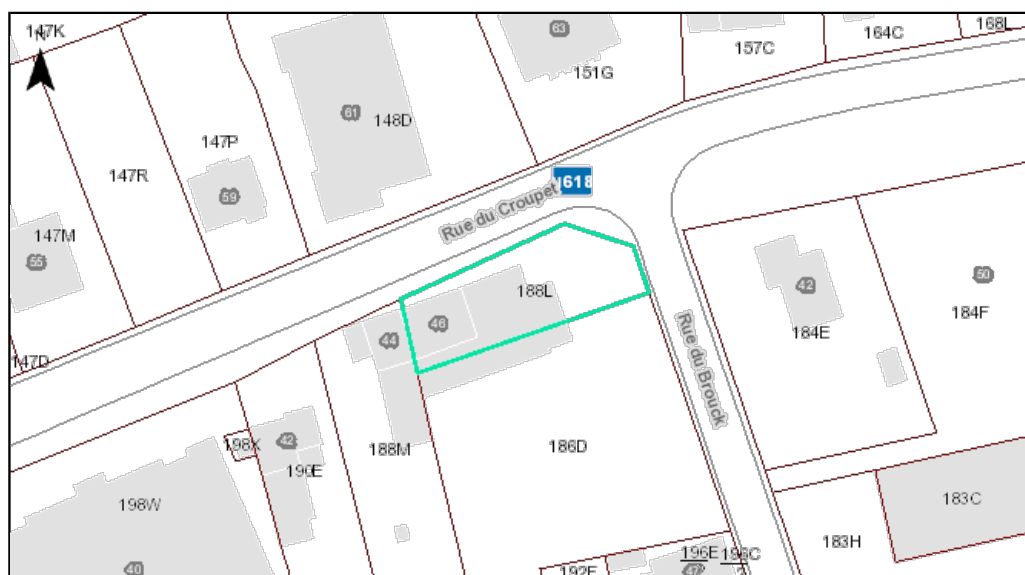 147K
N
63
168L
164C
157C
151G
61
148D
147P
147R
59
N618
Rue du Croupet
147M
55
50
42
188L
46
184F
184E
44
147D
Rue du Brouck
42
198X
188M
186D
190E
198W
183C
183H
196E
196C
40
192F
47